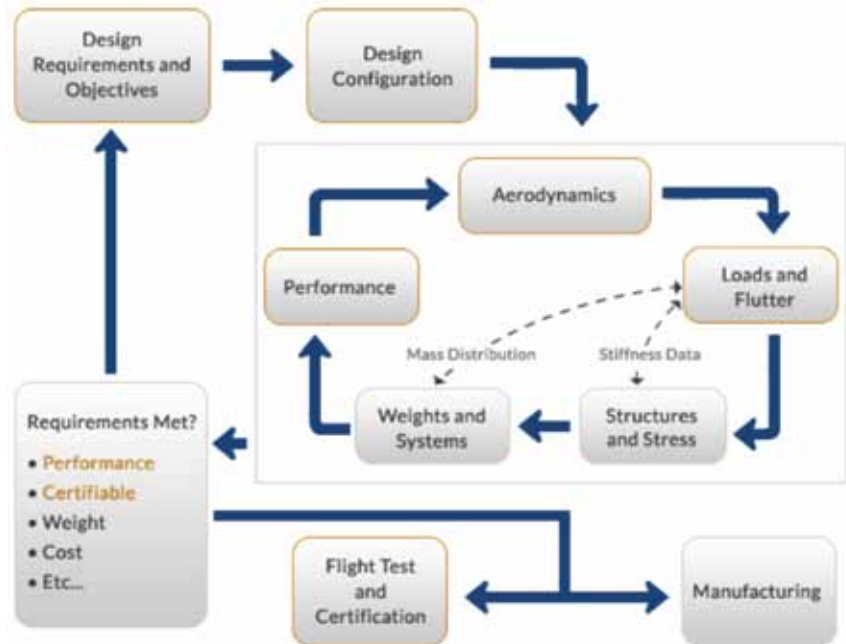 Design
Requirements and
Objectives
Design
Configuration
Aerodynamics
Performance
Loads and
Flutter
Mass Distribution
Stiffness Data
Weights and
Systems
Structures
and Stress
Requirements Met?
• Performance
• Certifiable
• Weight
• Cost
• Etc...
Flight Test
and
Certification
Manufacturing